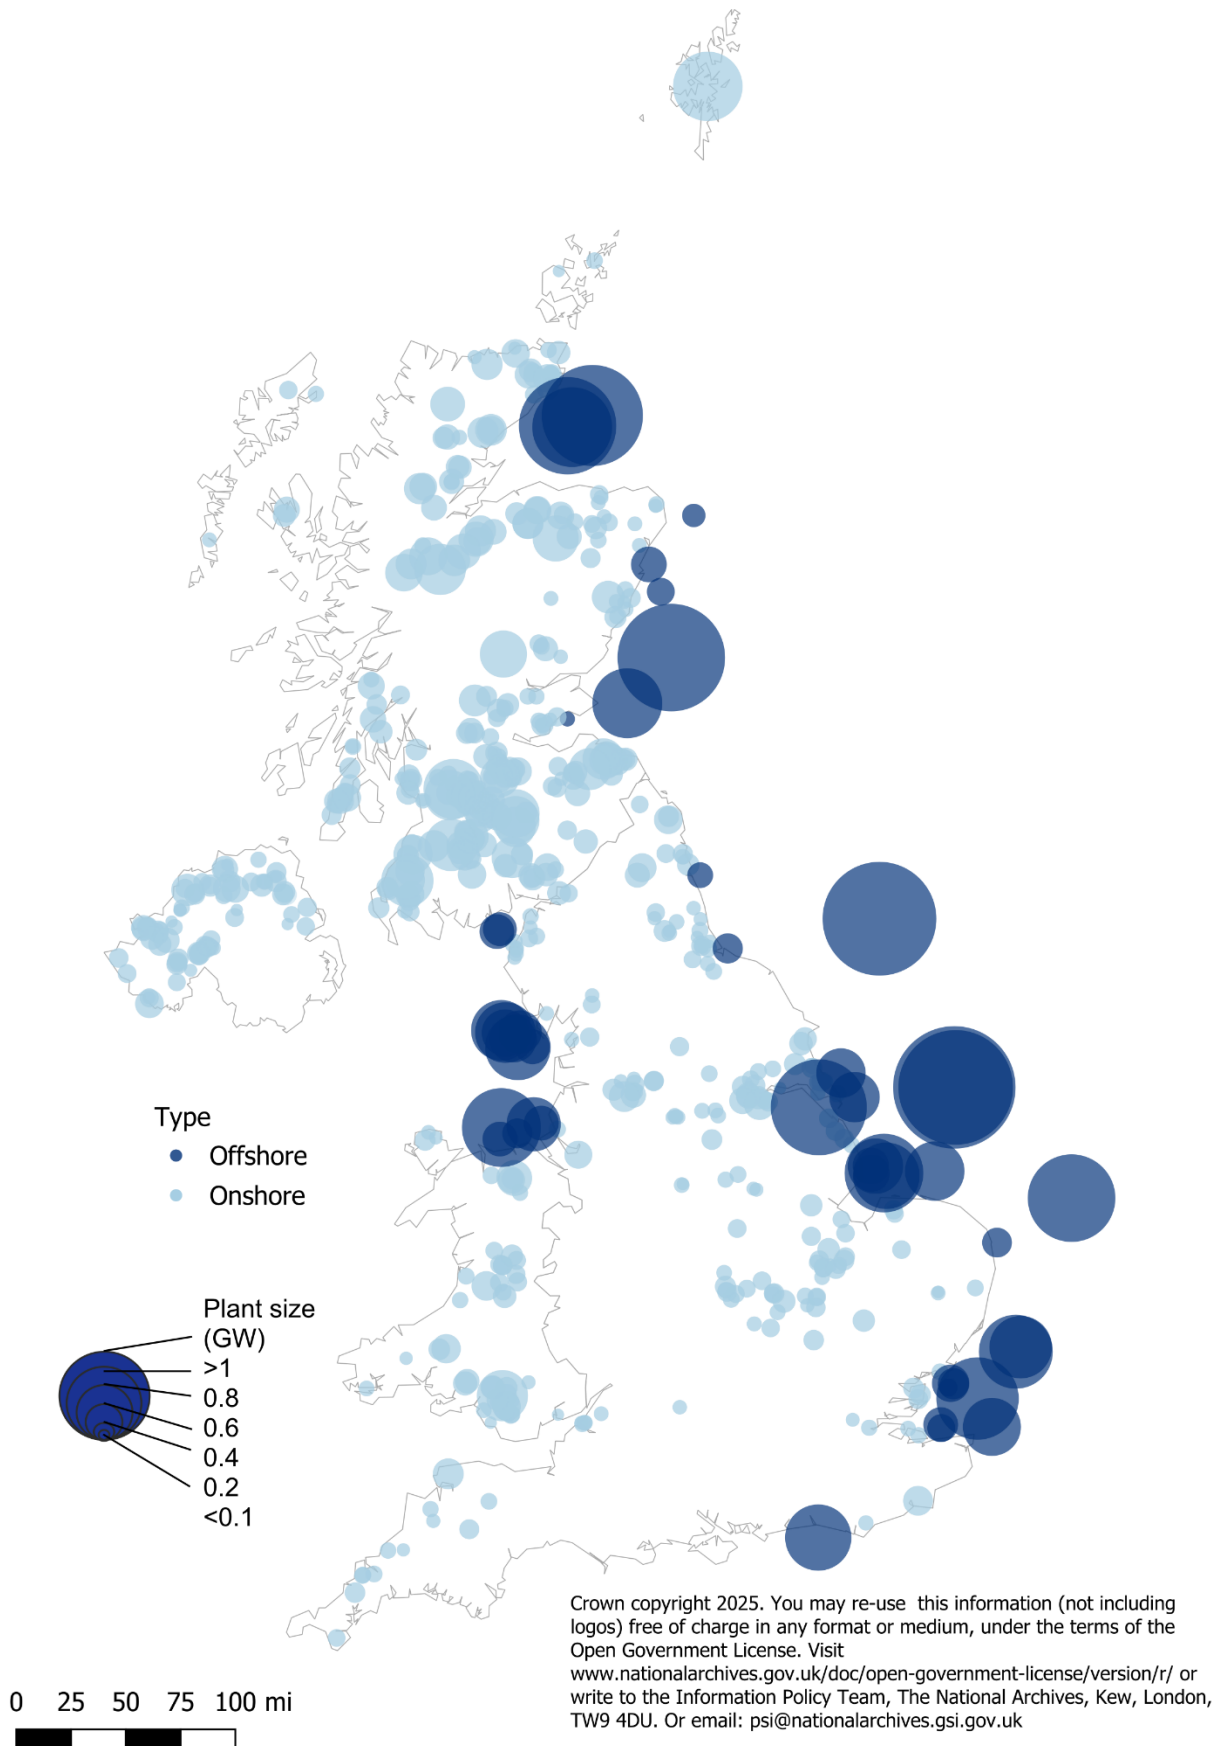 Type
Offshore
Onshore
Plant size
(GW)
>1
0.8
0.6
0.4
0.2
<0.1
Crown copyright 2025. You may re-use this information (not including
logos) free of charge in any format or medium, under the terms of the
Open Government License. Visit
www.nationalarchives.gov.uk/doc/open-government-license/version/r/ or
write to the Information Policy Team, The National Archives, Kew, London,
TW9 4DU. Or email: psi@nationalarchives.gsi.gov.uk
0 25 50 75 100 mi